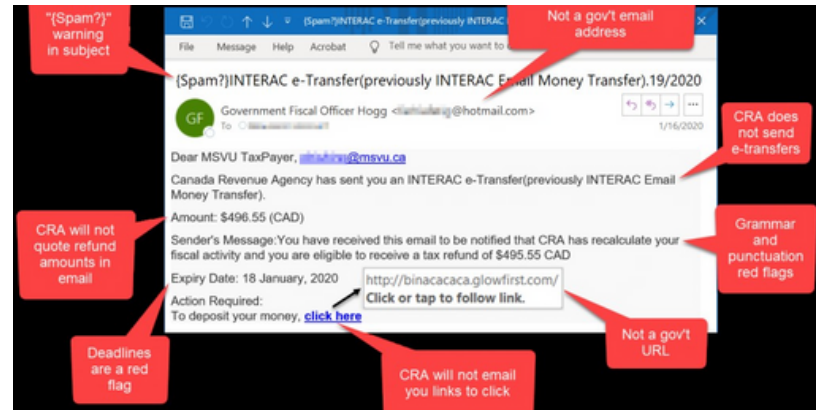 "{Spam?}"
warning
in subject
{Spam?}INTERAC e-Transfer(previously INTERAC
Not a gov't email
address
File Message Help Acrobat Tell me what you want to
{Spam?}INTERAC e-Transfer(previously INTERAC Email Money Transfer).19/2020
GF
Government Fiscal Officer Hogg < @hotmail.com>
To
1/16/2020
CRA does
not send
e-transfers
Dear MSVU TaxPayer, @msvu.ca
Canada Revenue Agency has sent you an INTERAC e-Transfer(previously INTERAC Email
Money Transfer).
Amount: $496.55 (CAD)
CRA will not
quote refund
amounts in
email
Grammar
and
punctuation
red flags
Sender's Message:You have received this email to be notified that CRA has recalculate your
fiscal activity and you are eligible to receive a tax refund of $495.55 CAD
Expiry Date: 18 January, 2020
http://binacacaca.glowfirst.com/
Click or tap to follow link.
Action Required:
To deposit your money, click here
Deadlines
are a red
flag
CRA will not email
you links to click
Not a gov't
URL